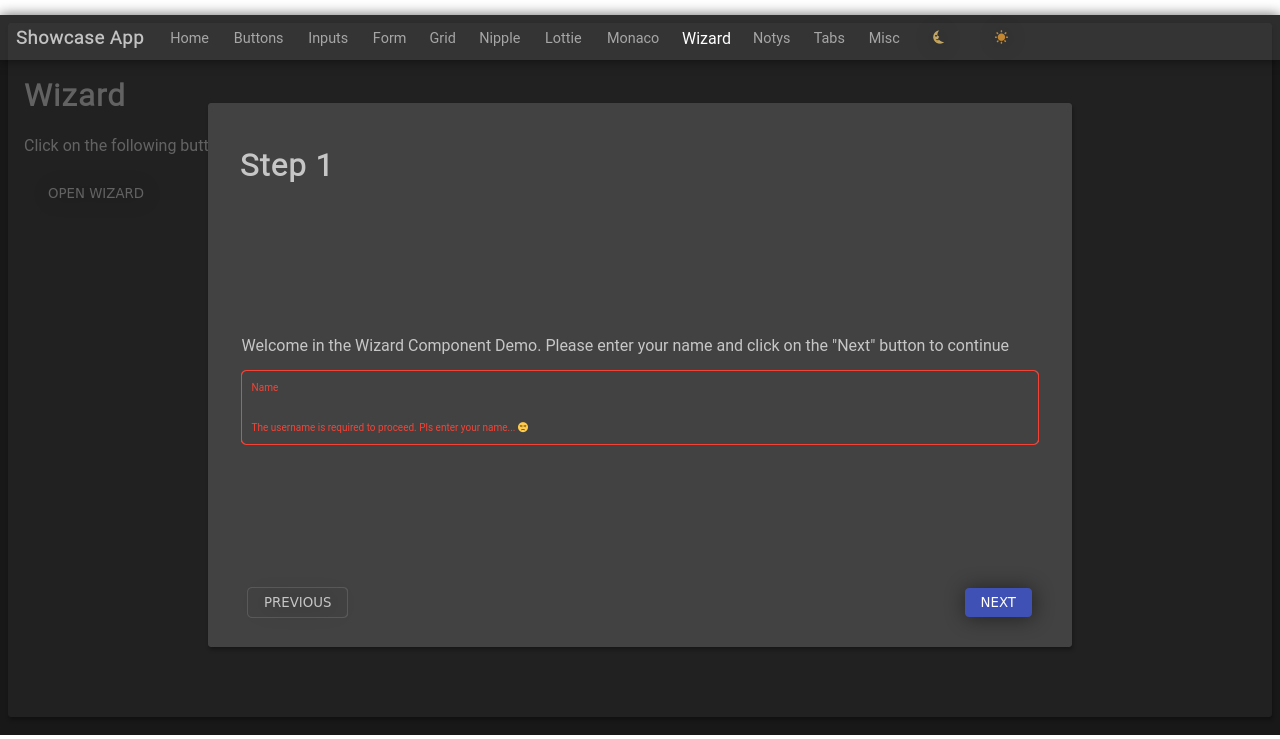 Showcase App Home Buttons Inputs Form Grid Nipple Lottie Monaco Wizard Notys Tabs Misc
Wizard
Click on the following butt
OPEN WIZARD
Step 1
Welcome in the Wizard Component Demo. Please enter your name and click on the "Next" button to continue
Name
The username is required to proceed. Pls enter your name...
PREVIOUS NEXT